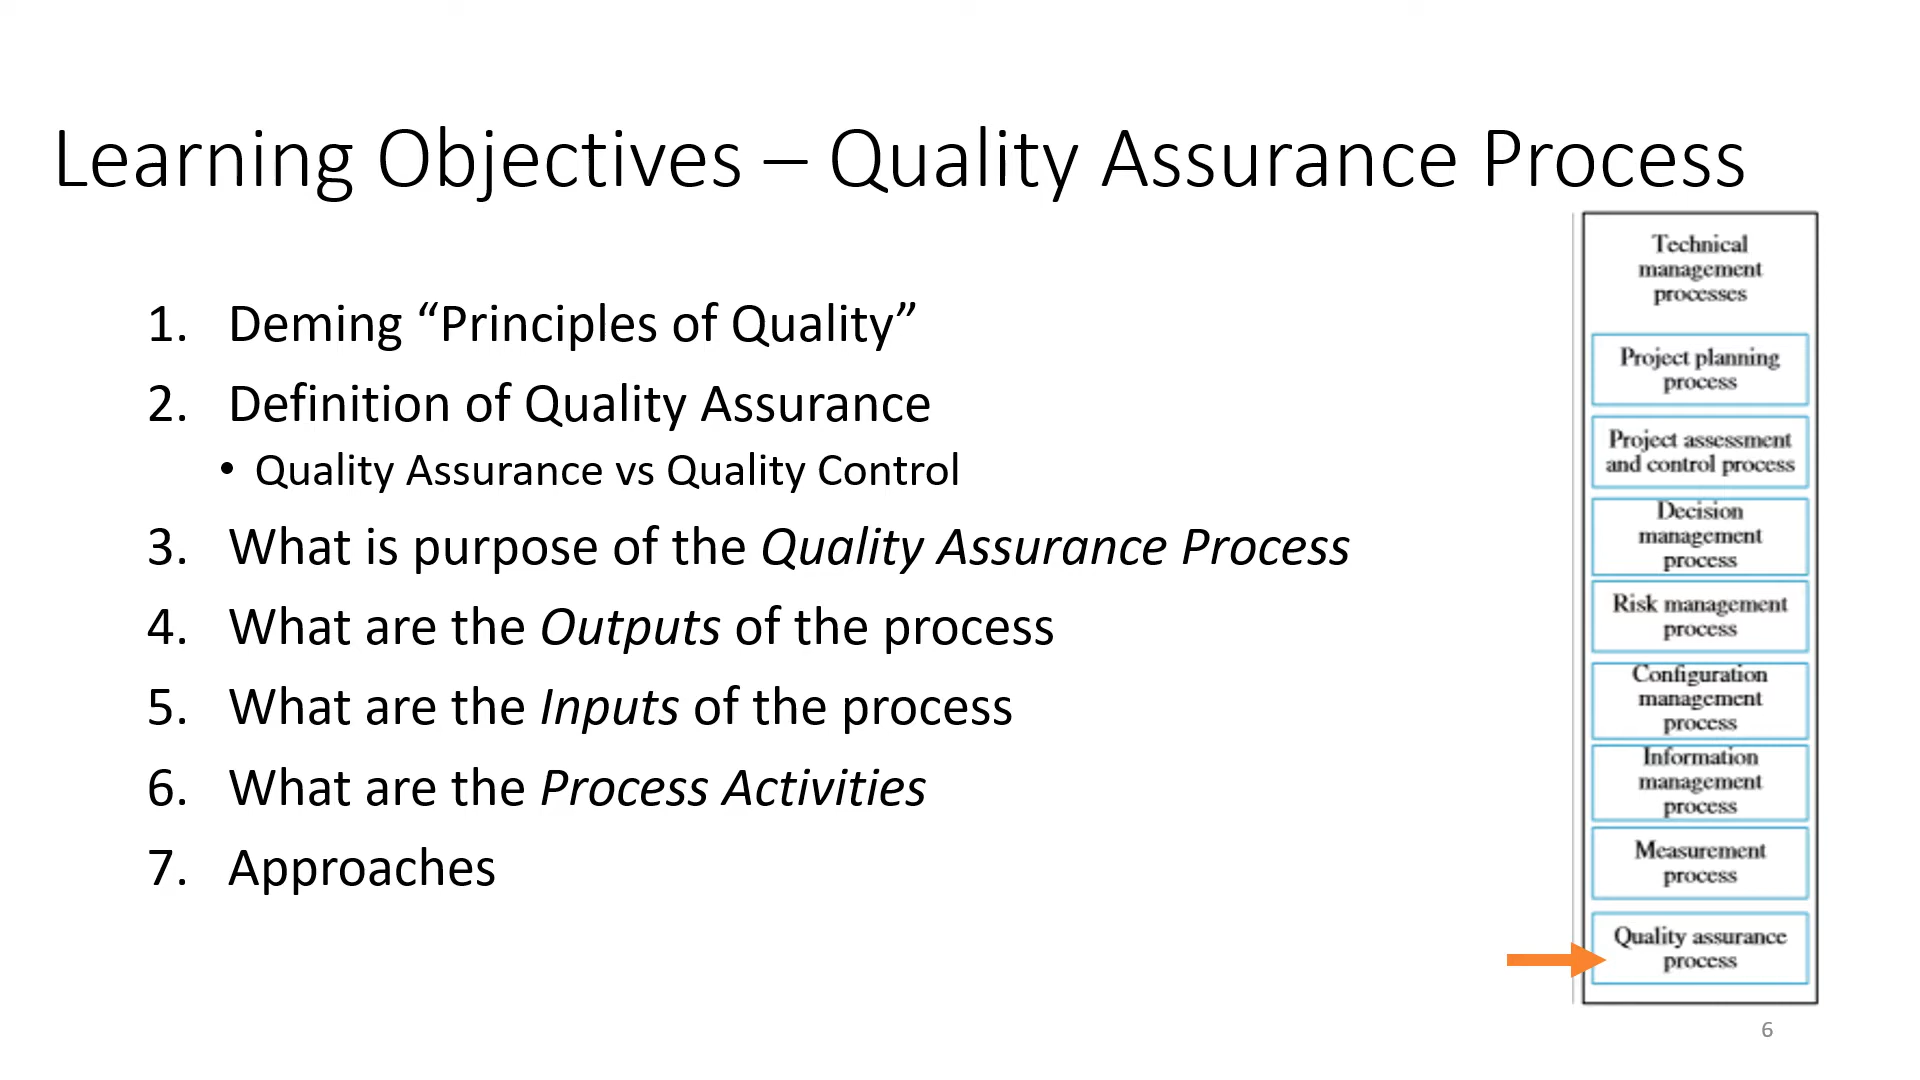 Learning Objectives – Quality Assurance Process
1. Deming “Principles of Quality”
2. Definition of Quality Assurance
• Quality Assurance vs Quality Control
3. What is purpose of the Quality Assurance Process
4. What are the Outputs of the process
5. What are the Inputs of the process
6. What are the Process Activities
7. Approaches
Technical
management
processes
Project planning
process
Project assessment
and control process
Decision
management
process
Risk management
process
Configuration
management
process
Information
management
process
Measurement
process
Quality assurance
process
6